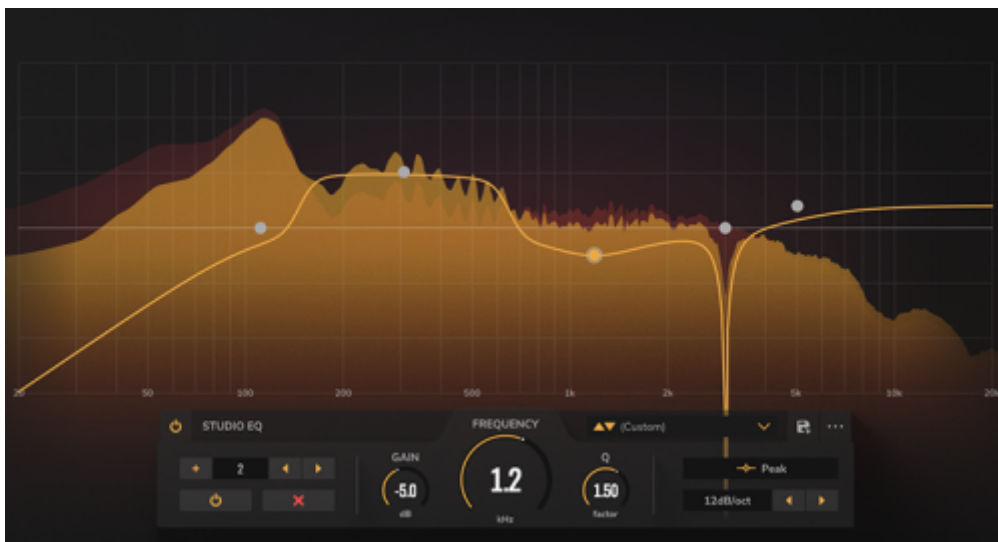 20 50 100 200 500 1k 2k 5k 10k 20k
STUDIO EQ FREQUENCY (Custom)
GAIN Q
2 Peak
-5.0 1.2 1.50
12dB/oct
dB kHz factor